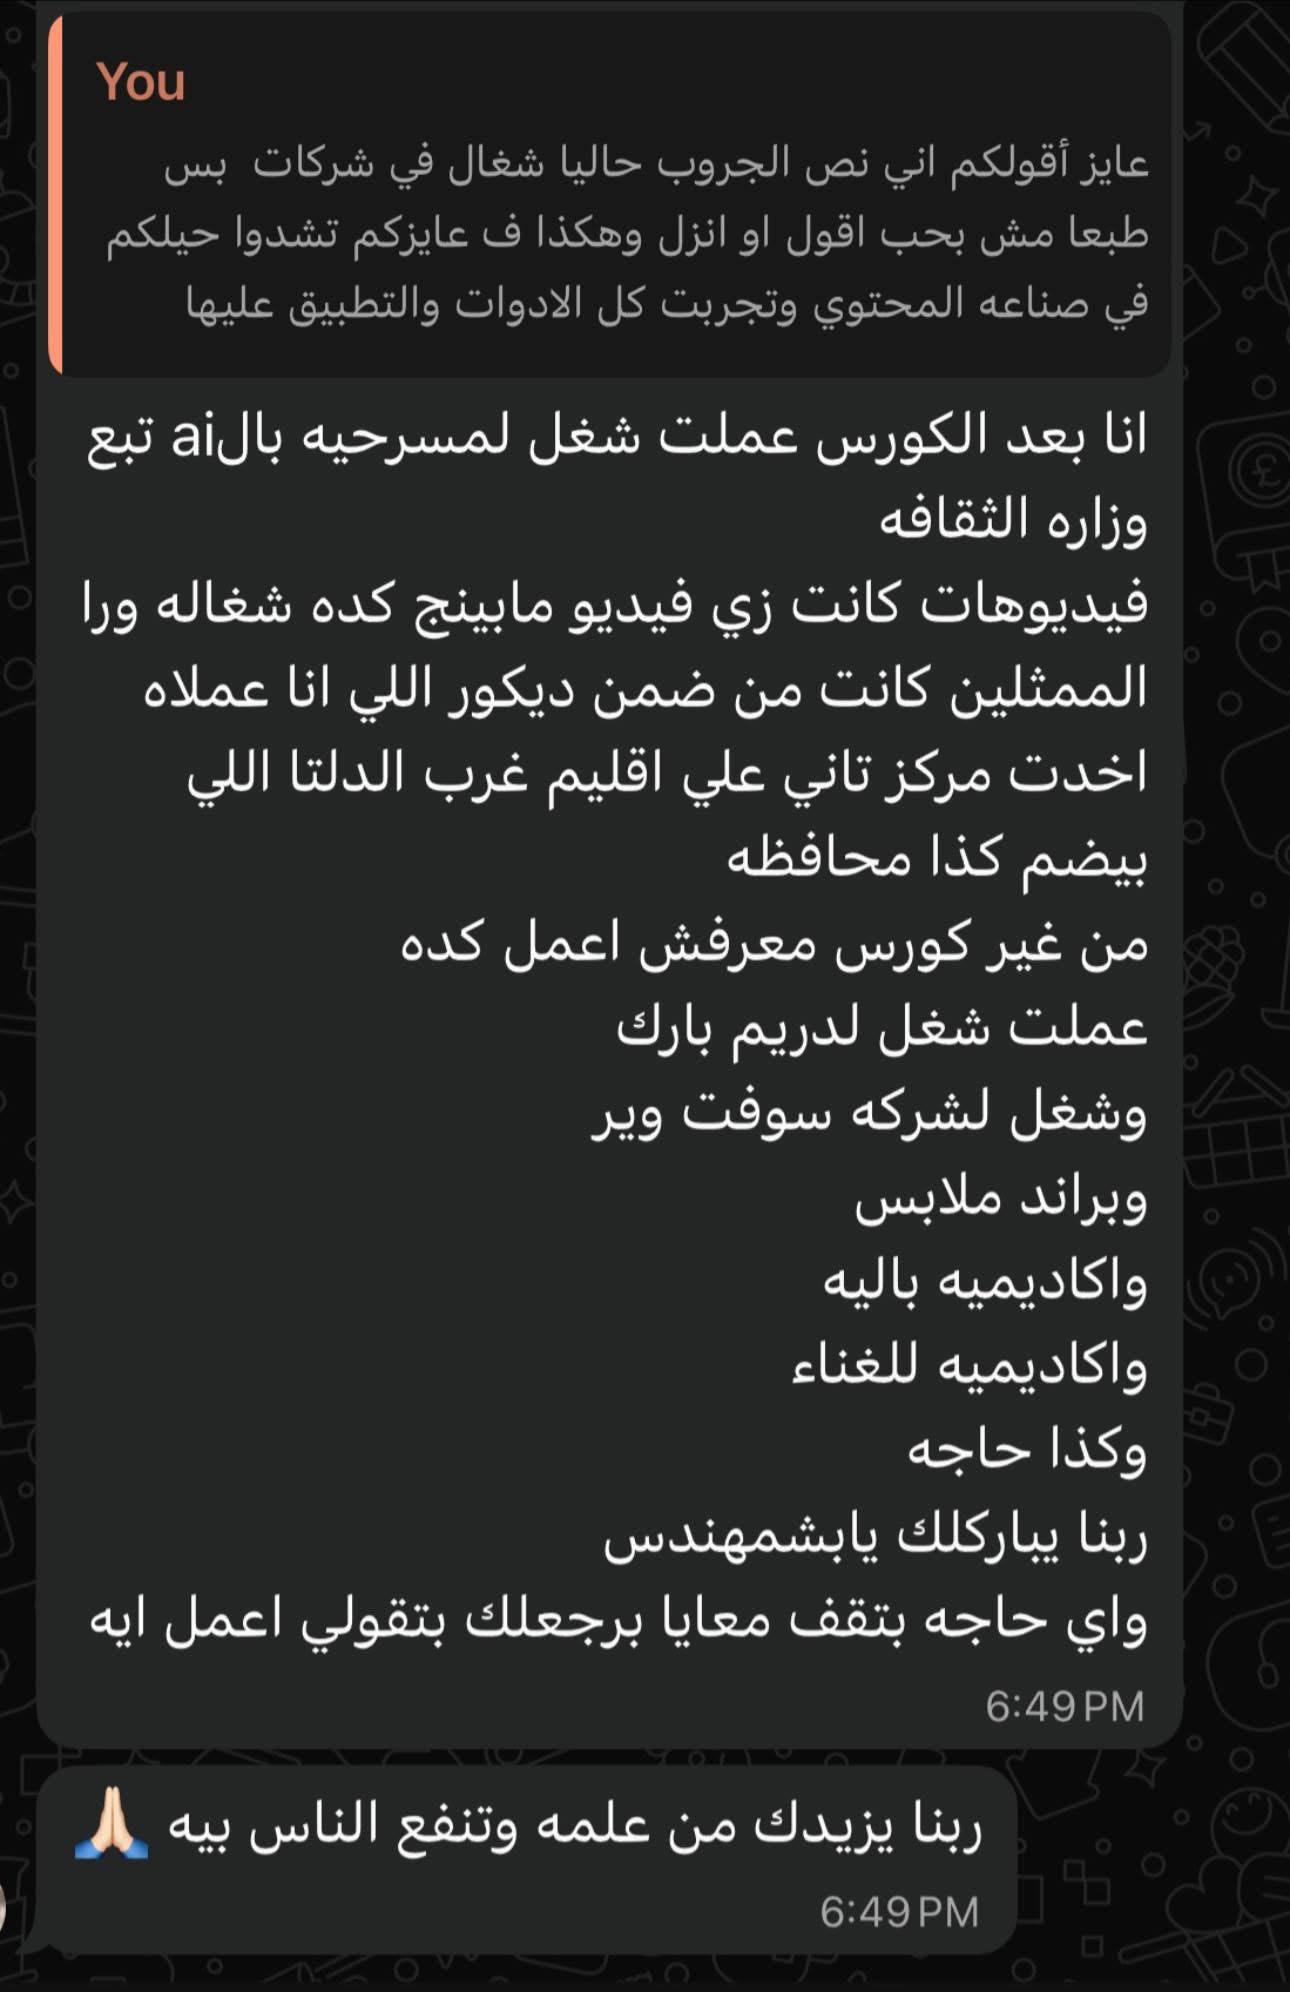 You
عايز أقولكم اني نص الجروب حاليا شغال في شركات بس
طبعا مش بحب اقول او انزل وهكذا ف عايزكم تشدوا حيلكم
في صناعه المحتوي وتجربت كل الادوات والتطبيق عليها
انا بعد الكورس عملت شغل لمسرحيه بالai تبع
وزاره الثقافه
فيديوهات كانت زي فيديو مابينج كده شغاله ورا
الممثلين كانت من ضمن ديكور اللي انا عملاه
اخدت مركز تاني علي اقليم غرب الدلتا اللي
بيضم كذا محافظه
من غير كورس معرفش اعمل كده
عملت شغل لدريم بارك
وشغل لشركه سوفت وير
وبراند ملابس
واكاديميه باليه
واكاديميه للغناء
وكذا حاجه
ربنا يباركلك يابشمهندس
واي حاجه بتقف معايا برجعلك بتقولي اعمل ايه
6:49 PM
ربنا يزيدك من علمه وتنفع الناس بيه 🙏🏻
6:49 PM